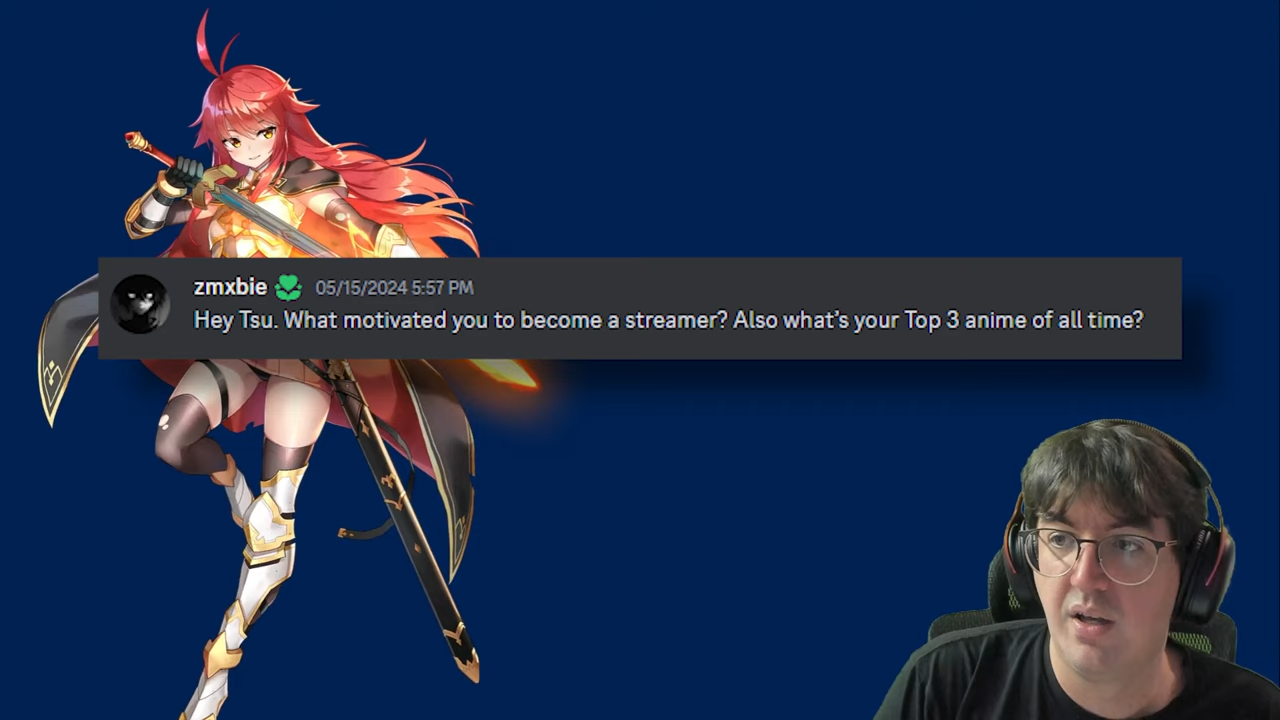 zmxbie 05/15/2024 5:57 PM
Hey Tsu. What motivated you to become a streamer? Also what’s your Top 3 anime of all time?